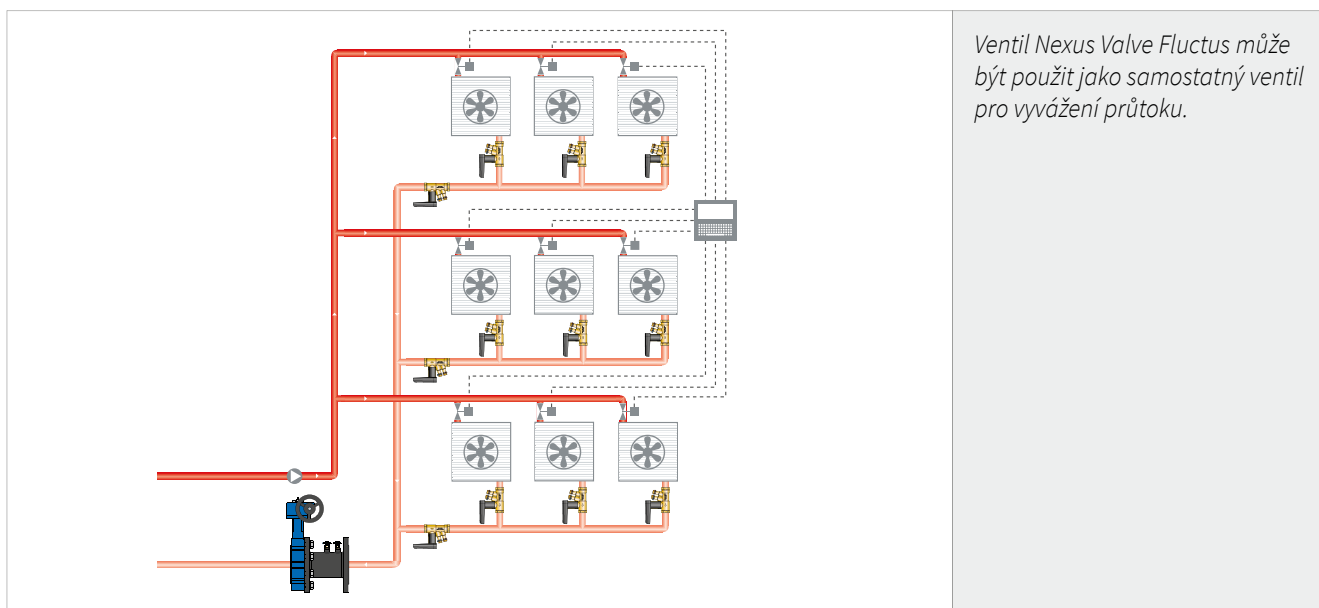 Ventil Nexus Valve Fluctus může
být použit jako samostatný ventil
pro vyvážení průtoku.